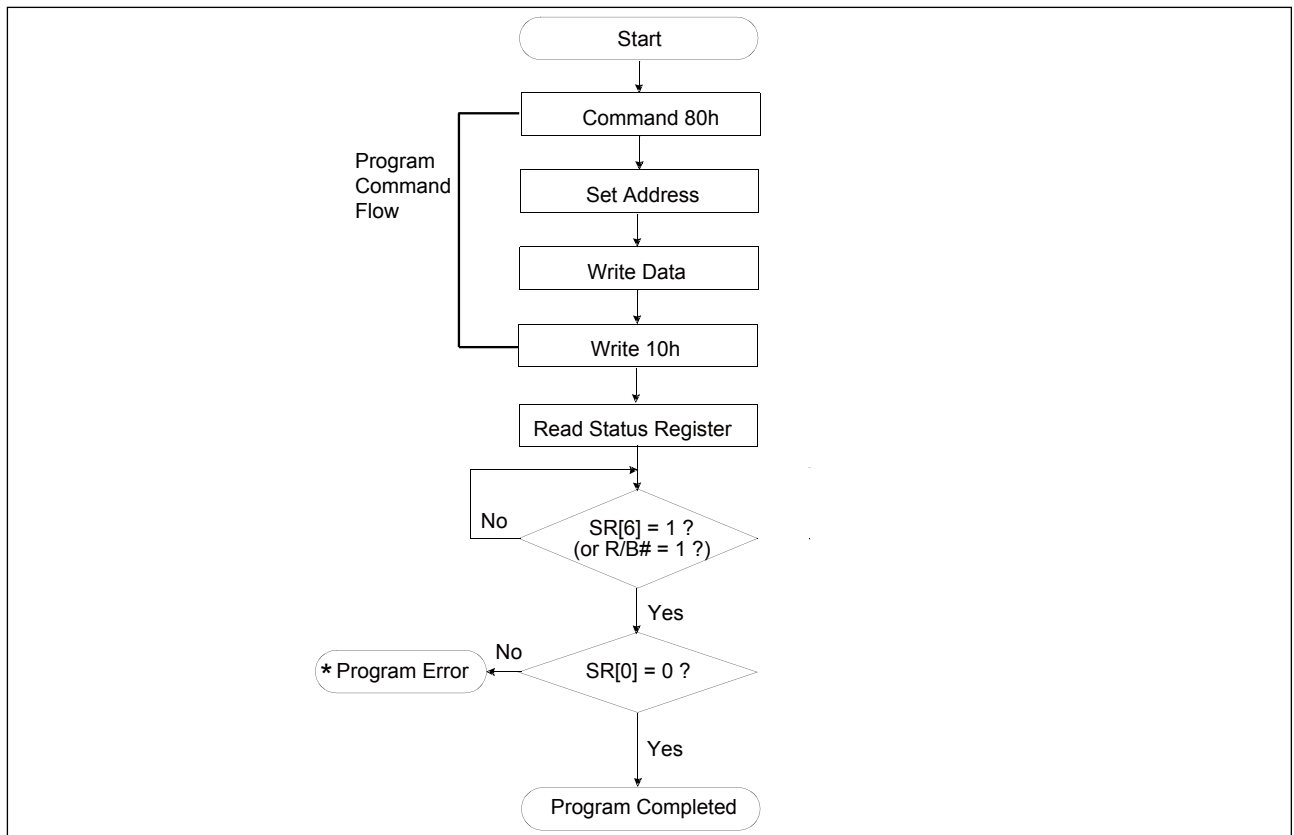 Start
Command 80h
Program
Command
Flow
Set Address
Write Data
Write 10h
Read Status Register
No
SR[6] = 1 ?
(or R/B# = 1 ?)
Yes
No
* Program Error
SR[0] = 0 ?
Yes
Program Completed